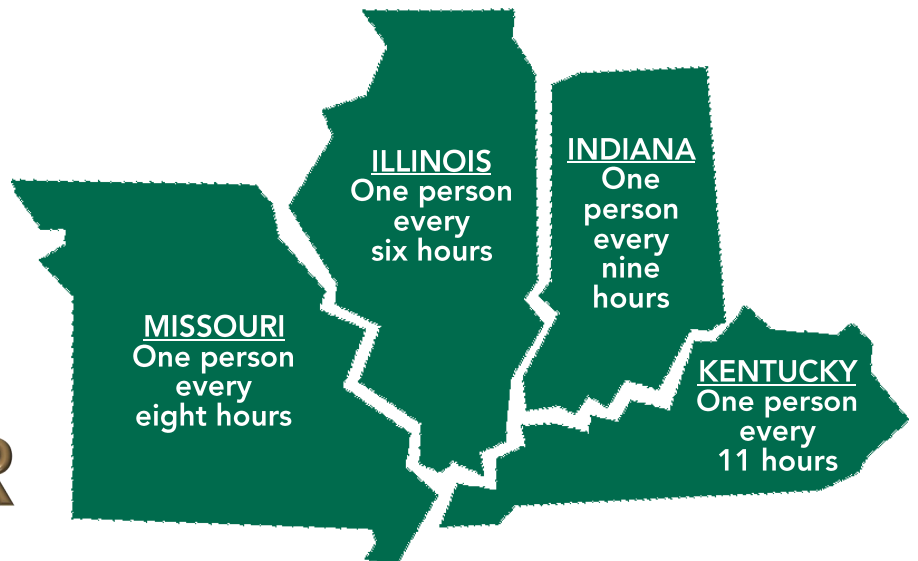 ILLINOIS
One person
every
six hours
INDIANA
One
person
every
nine
hours
MISSOURI
One person
every
eight hours
KENTUCKY
One person
every
11 hours
R